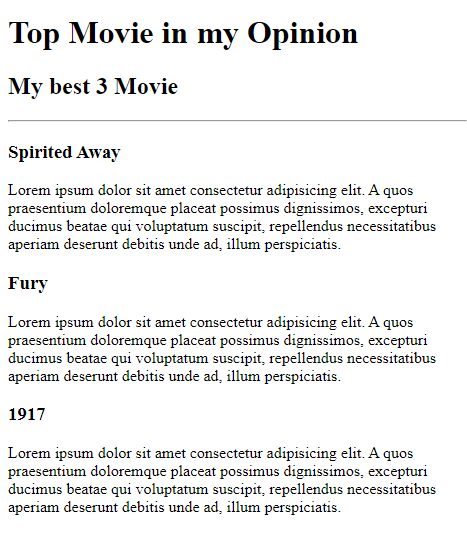 Top Movie in my Opinion
My best 3 Movie
Spirited Away
Lorem ipsum dolor sit amet consectetur adipisicing elit. A quos
praesentium doloremque placeat possimus dignissimos, excepturi
ducimus beatae qui voluptatum suscipit, repellendus necessitatibus
aperiam deserunt debitis unde ad, illum perspiciatis.
Fury
Lorem ipsum dolor sit amet consectetur adipisicing elit. A quos
praesentium doloremque placeat possimus dignissimos, excepturi
ducimus beatae qui voluptatum suscipit, repellendus necessitatibus
aperiam deserunt debitis unde ad, illum perspiciatis.
1917
Lorem ipsum dolor sit amet consectetur adipisicing elit. A quos
praesentium doloremque placeat possimus dignissimos, excepturi
ducimus beatae qui voluptatum suscipit, repellendus necessitatibus
aperiam deserunt debitis unde ad, illum perspiciatis.